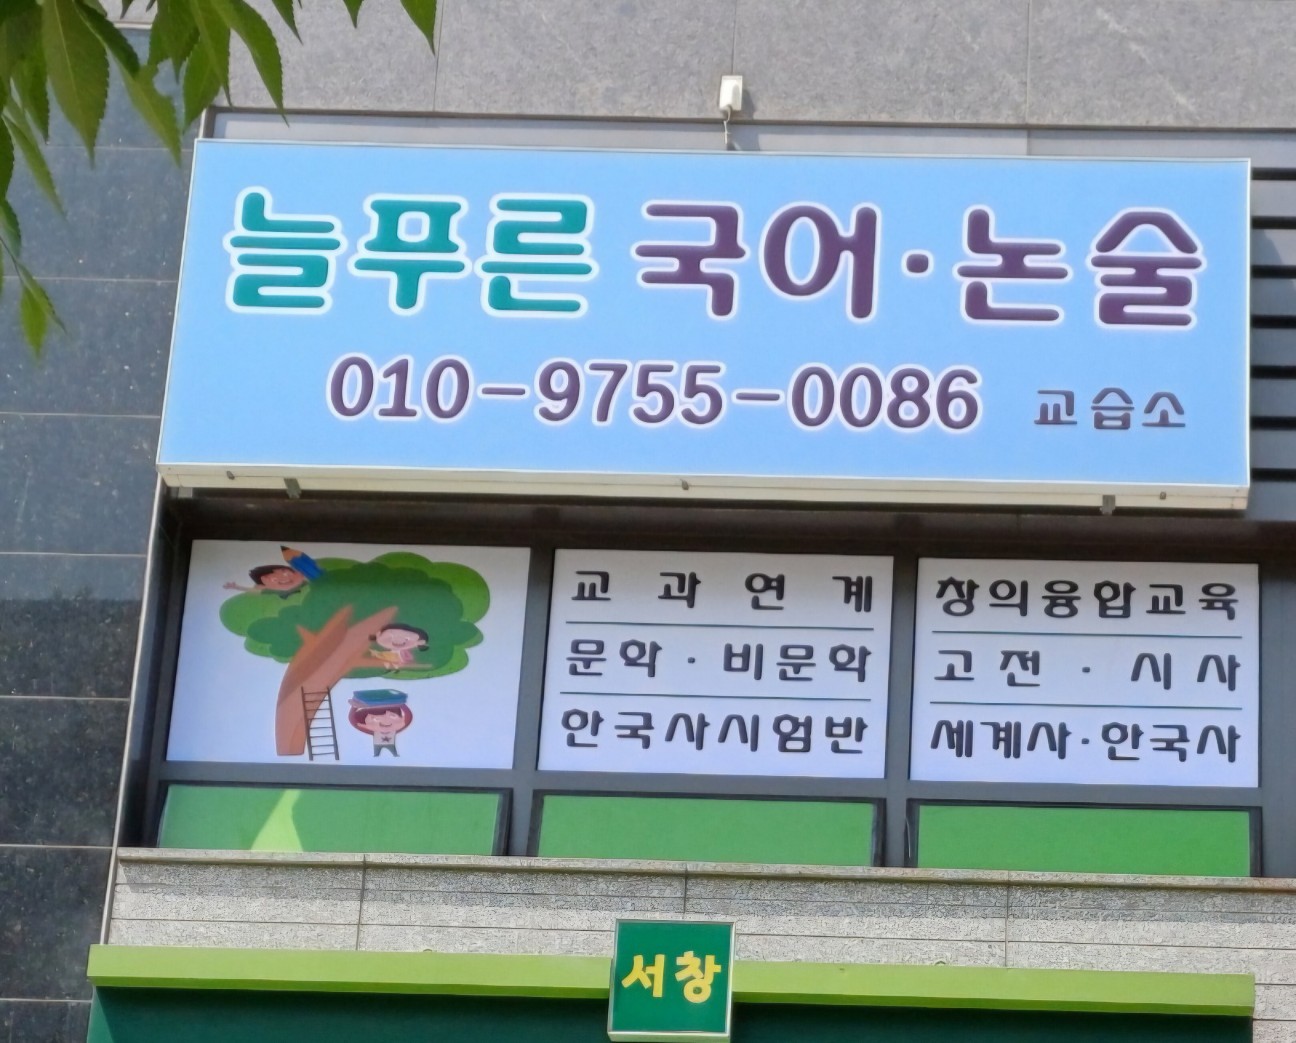 늘푸른 국어·논술
010-9755-0086 교습소
교과연계
문학·비문학
한국사시험반
창의융합교육
고전·시사
세계사·한국사
서창